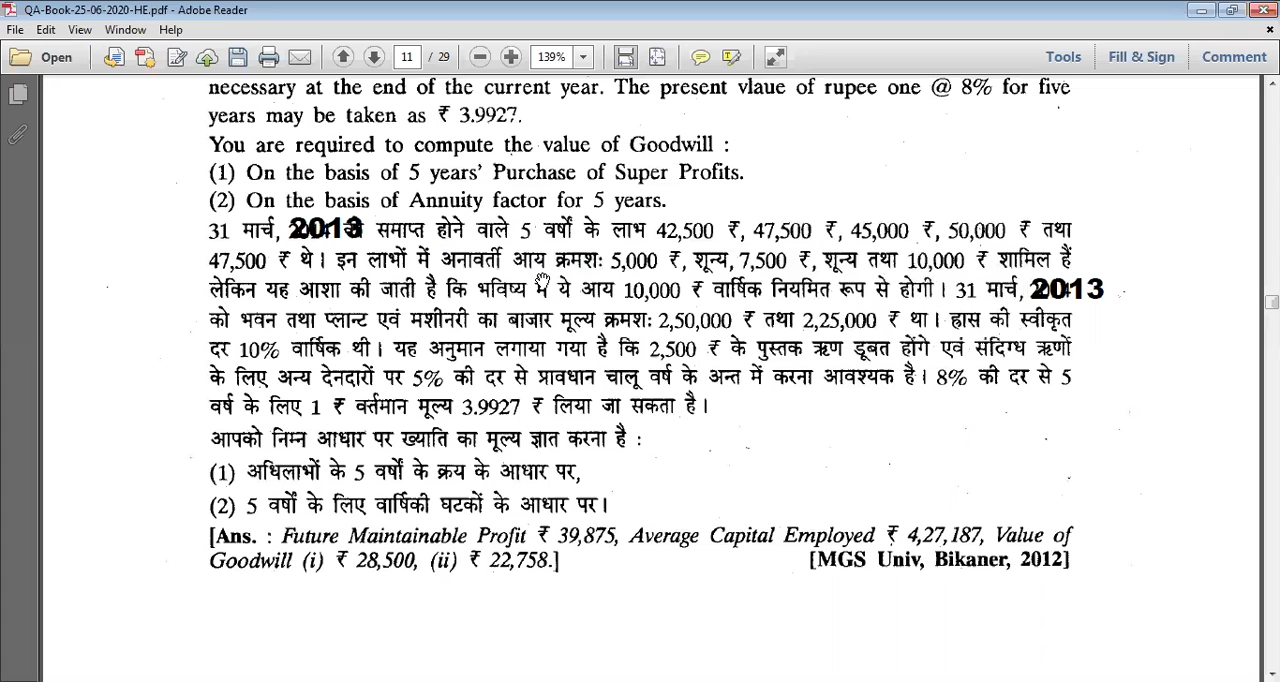 QA-Book-25-06-2020-HE.pdf - Adobe Reader
File Edit View Window Help
Open 11 / 29 139% Tools Fill & Sign Comment
necessary at the end of the current year. The present vlaue of rupee one @ 8% for five
years may be taken as ₹ 3.9927.
You are required to compute the value of Goodwill :
(1) On the basis of 5 years' Purchase of Super Profits.
(2) On the basis of Annuity factor for 5 years.
31 मार्च, 2013 समाप्त होने वाले 5 वर्षों के लाभ 42,500 ₹, 47,500 ₹, 45,000 ₹, 50,000 ₹ तथा
47,500 ₹ थे। इन लाभों में अनावर्ती आय क्रमशः 5,000 ₹, शून्य, 7,500 ₹, शून्य तथा 10,000 ₹ शामिल हैं
लेकिन यह आशा की जाती है कि भविष्य में ये आय 10,000 ₹ वार्षिक नियमित रूप से होगी। 31 मार्च, 2013
को भवन तथा प्लान्ट एवं मशीनरी का बाजार मूल्य क्रमशः 2,50,000 ₹ तथा 2,25,000 ₹ था। ह्रास की स्वीकृत
दर 10% वार्षिक थी। यह अनुमान लगाया गया है कि 2,500 ₹ के पुस्तक ऋण डूबत होंगे एवं संदिग्ध ऋणों
के लिए अन्य देनदारों पर 5% की दर से प्रावधान चालू वर्ष के अन्त में करना आवश्यक है। 8% की दर से 5
वर्ष के लिए 1 ₹ वर्तमान मूल्य 3.9927 ₹ लिया जा सकता है।
आपको निम्न आधार पर ख्याति का मूल्य ज्ञात करना है :
(1) अधिलाभों के 5 वर्षों के क्रय के आधार पर,
(2) 5 वर्षों के लिए वार्षिकी घटकों के आधार पर।
[Ans. : Future Maintainable Profit ₹ 39,875, Average Capital Employed ₹ 4,27,187, Value of
Goodwill (i) ₹ 28,500, (ii) ₹ 22,758.] [MGS Univ, Bikaner, 2012]